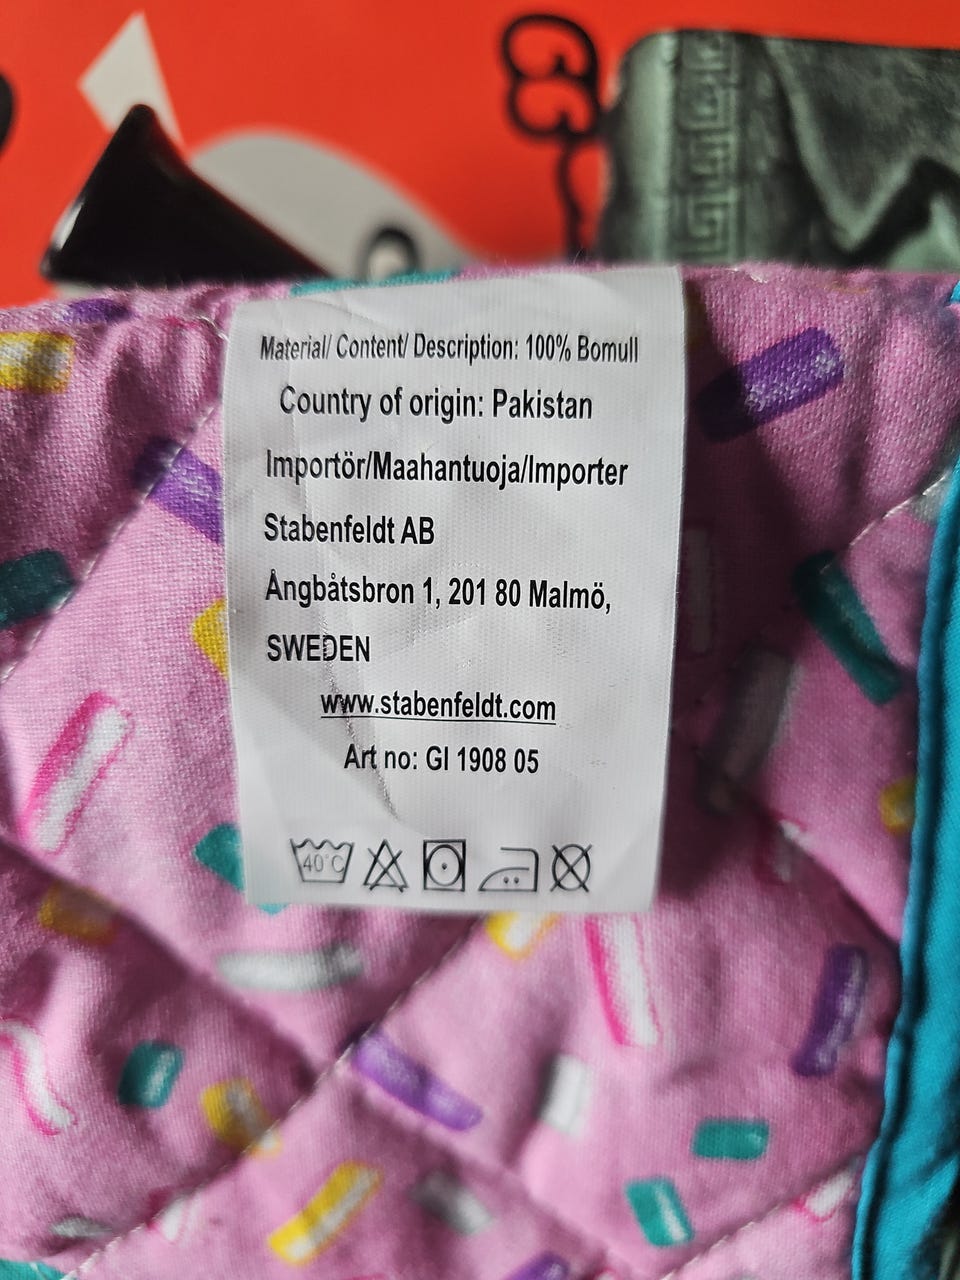 Material/ Content/ Description: 100% Bomull
Country of origin: Pakistan
Importör/Maahantuoja/Importer
Stabenfeldt AB
Ångbåtsbron 1, 201 80 Malmö,
SWEDEN
www.stabenfeldt.com
Art no: GI 1908 05
40°C